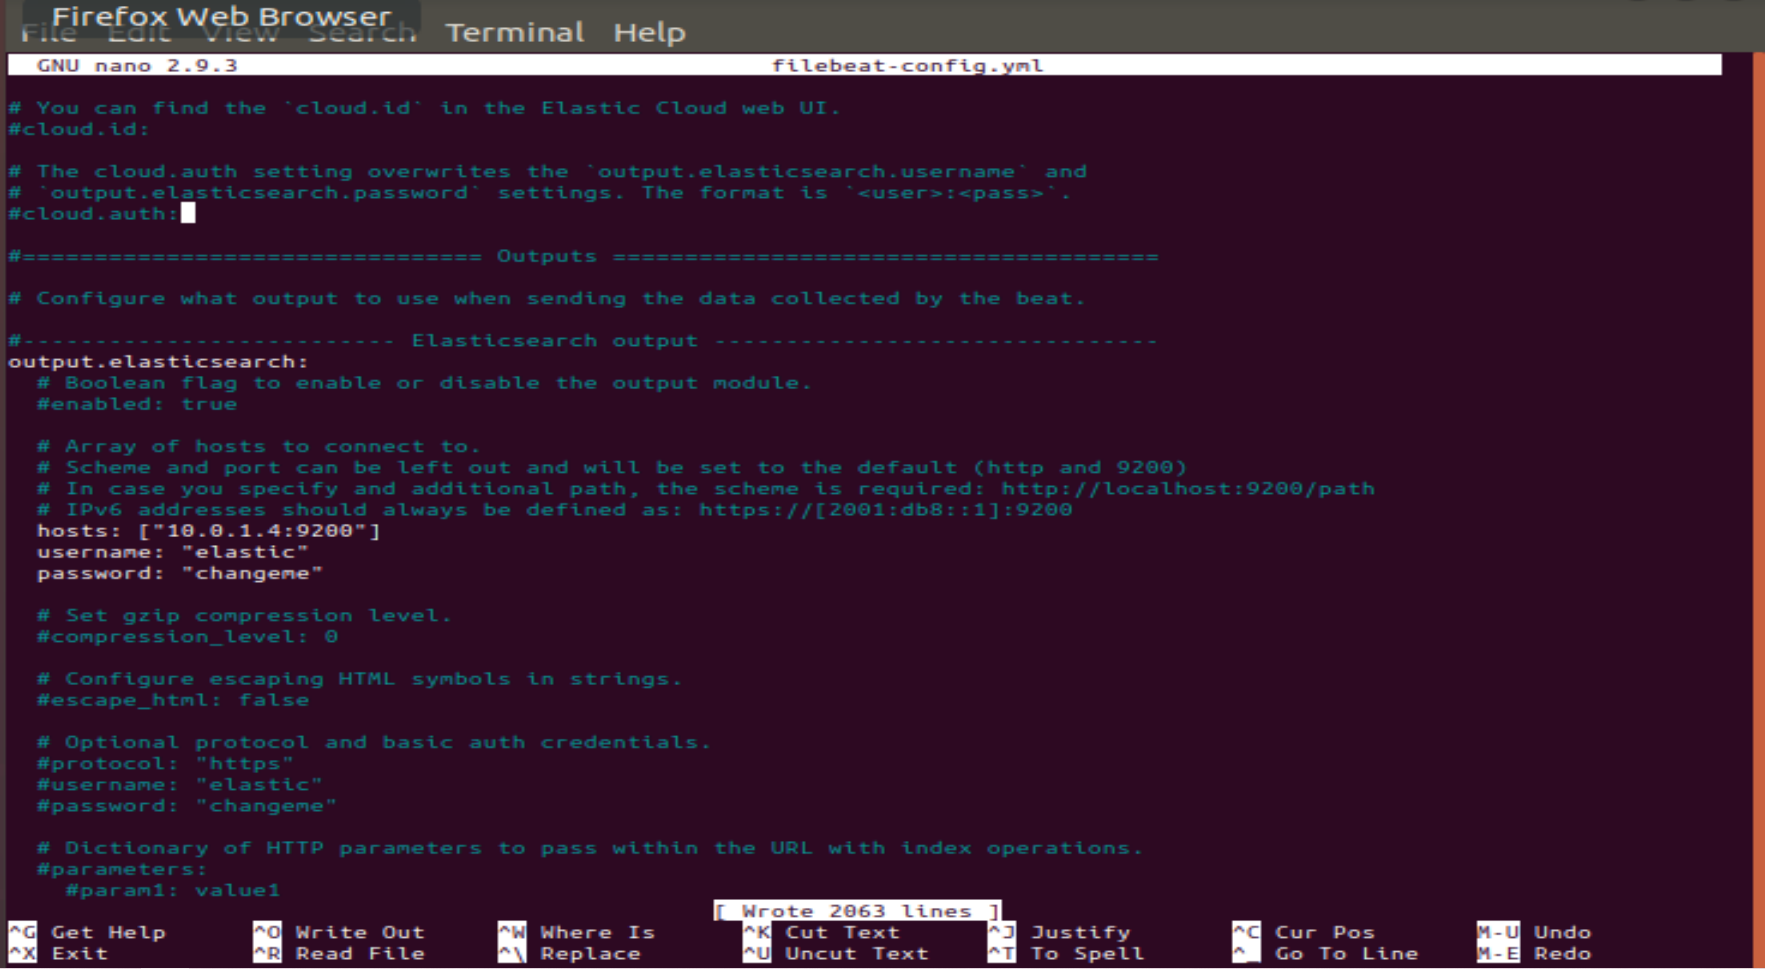 Firefox Web Browser
File Edit View Search Terminal Help
GNU nano 2.9.3 filebeat-config.yml
# You can find the `cloud.id` in the Elastic Cloud web UI.
#cloud.id:
# The cloud.auth setting overwrites the `output.elasticsearch.username` and
# `output.elasticsearch.password` settings. The format is `<user>:<pass>`.
#cloud.auth:
#================================ Outputs ======================================
# Configure what output to use when sending the data collected by the beat.
#-------------------------- Elasticsearch output -------------------------------
output.elasticsearch:
# Boolean flag to enable or disable the output module.
#enabled: true
# Array of hosts to connect to.
# Scheme and port can be left out and will be set to the default (http and 9200)
# In case you specify and additional path, the scheme is required: http://localhost:9200/path
# IPv6 addresses should always be defined as: https://[2001:db8::1]:9200
hosts: ["10.0.1.4:9200"]
username: "elastic"
password: "changeme"
# Set gzip compression level.
#compression_level: 0
# Configure escaping HTML symbols in strings.
#escape_html: false
# Optional protocol and basic auth credentials.
#protocol: "https"
#username: "elastic"
#password: "changeme"
# Dictionary of HTTP parameters to pass within the URL with index operations.
#parameters:
#param1: value1
[ Wrote 2063 lines ]
^G Get Help ^O Write Out ^W Where Is ^K Cut Text ^J Justify ^C Cur Pos M-U Undo
^X Exit ^R Read File ^\ Replace ^U Uncut Text ^T To Spell ^_ Go To Line M-E Redo